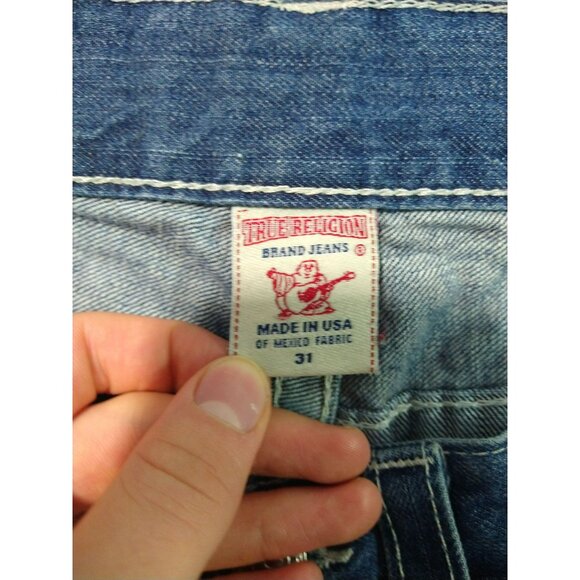 TRUE RELIGION
BRAND JEANS ®
MADE IN USA
OF MEXICO FABRIC
31